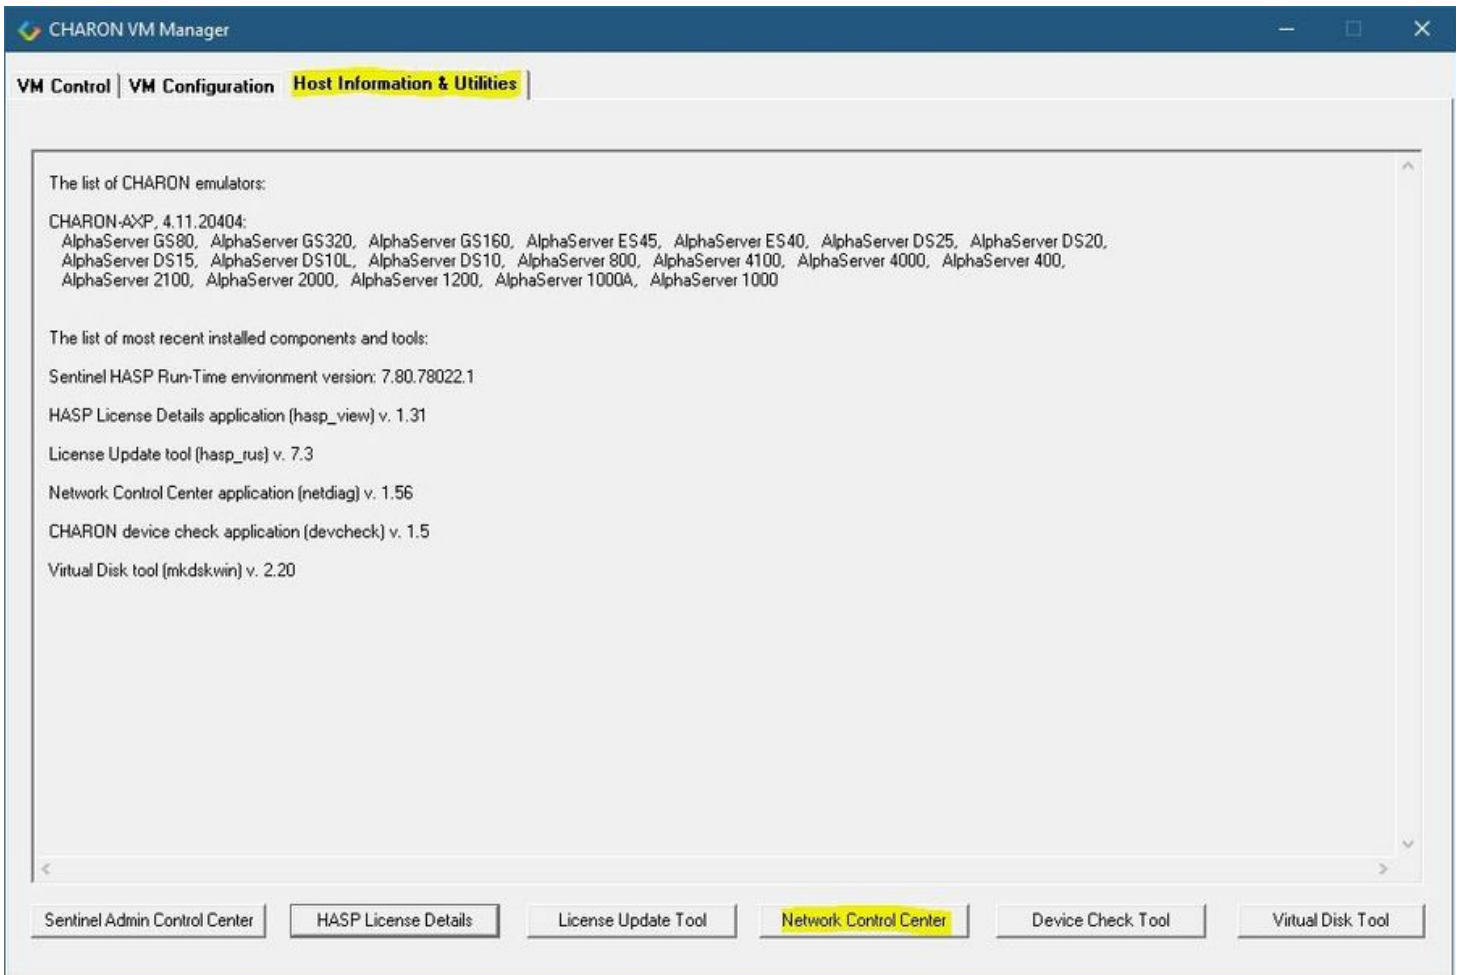 CHARON VM Manager
VM Control VM Configuration Host Information & Utilities
The list of CHARON emulators:
CHARON-AXP, 4.11.20404:
AlphaServer GS80, AlphaServer GS320, AlphaServer GS160, AlphaServer ES45, AlphaServer ES40, AlphaServer DS25, AlphaServer DS20,
AlphaServer DS15, AlphaServer DS10L, AlphaServer DS10, AlphaServer 800, AlphaServer 4100, AlphaServer 4000, AlphaServer 400,
AlphaServer 2100, AlphaServer 2000, AlphaServer 1200, AlphaServer 1000A, AlphaServer 1000
The list of most recent installed components and tools:
Sentinel HASP Run-Time environment version: 7.80.78022.1
HASP License Details application (hasp_view) v. 1.31
License Update tool (hasp_rus) v. 7.3
Network Control Center application (netdiag) v. 1.56
CHARON device check application (devcheck) v. 1.5
Virtual Disk tool (mkdskwin) v. 2.20
Sentinel Admin Control Center HASP License Details License Update Tool Network Control Center Device Check Tool Virtual Disk Tool